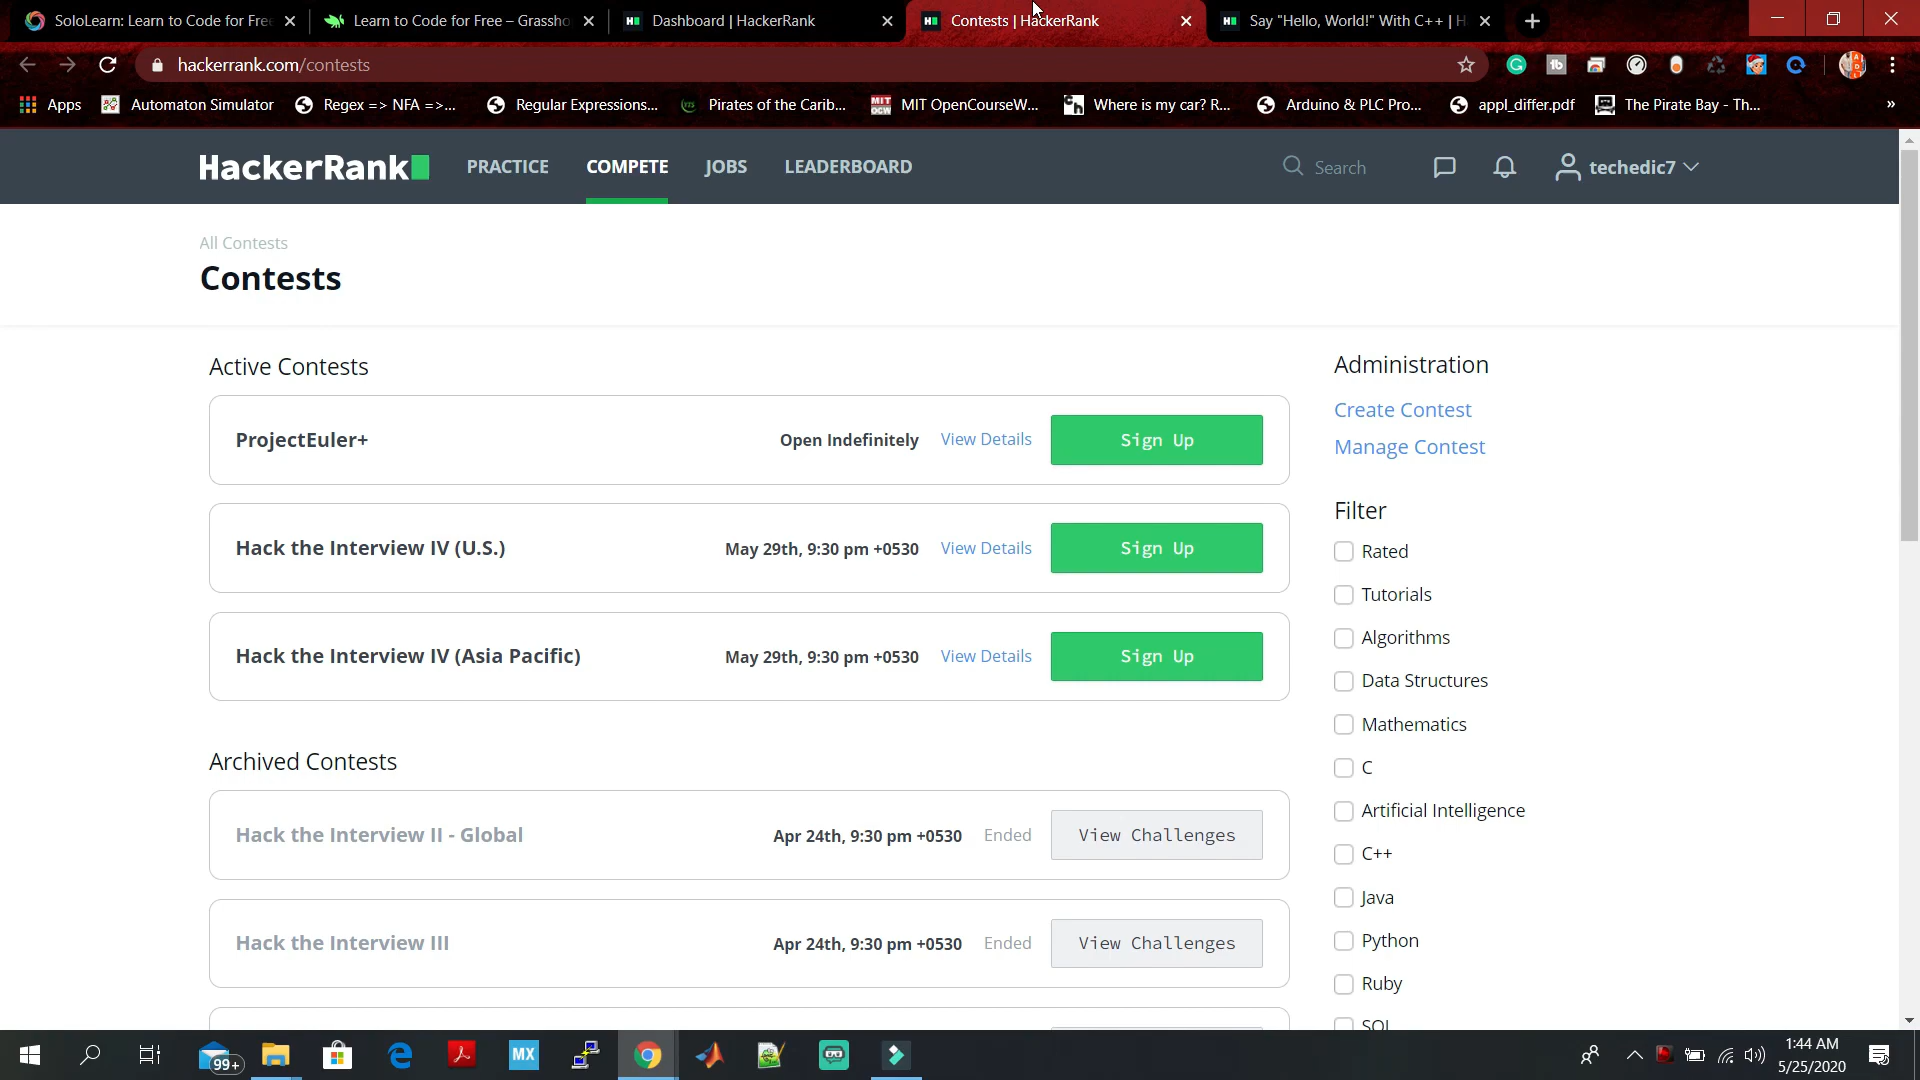 SoloLearn: Learn to Code for Fre
Learn to Code for Free – Grassho
Dashboard | HackerRank
Contests | HackerRank
Say "Hello, World!" With C++ | H
hackerrank.com/contests
Apps
Automaton Simulator
Regex => NFA =>...
Regular Expressions...
Pirates of the Carib...
MIT OpenCourseW...
Where is my car? R...
Arduino & PLC Pro...
appl_differ.pdf
The Pirate Bay - Th...
»
HackerRank
PRACTICE
COMPETE
JOBS
LEADERBOARD
Search
techedic7
All Contests
Contests
Active Contests
ProjectEuler+
Open Indefinitely
View Details
Sign Up
Hack the Interview IV (U.S.)
May 29th, 9:30 pm +0530
View Details
Sign Up
Hack the Interview IV (Asia Pacific)
May 29th, 9:30 pm +0530
View Details
Sign Up
Archived Contests
Hack the Interview II - Global
Apr 24th, 9:30 pm +0530
Ended
View Challenges
Hack the Interview III
Apr 24th, 9:30 pm +0530
Ended
View Challenges
Administration
Create Contest
Manage Contest
Filter
Rated
Tutorials
Algorithms
Data Structures
Mathematics
C
Artificial Intelligence
C++
Java
Python
Ruby
SQL
99+
MX
1:44 AM
5/25/2020